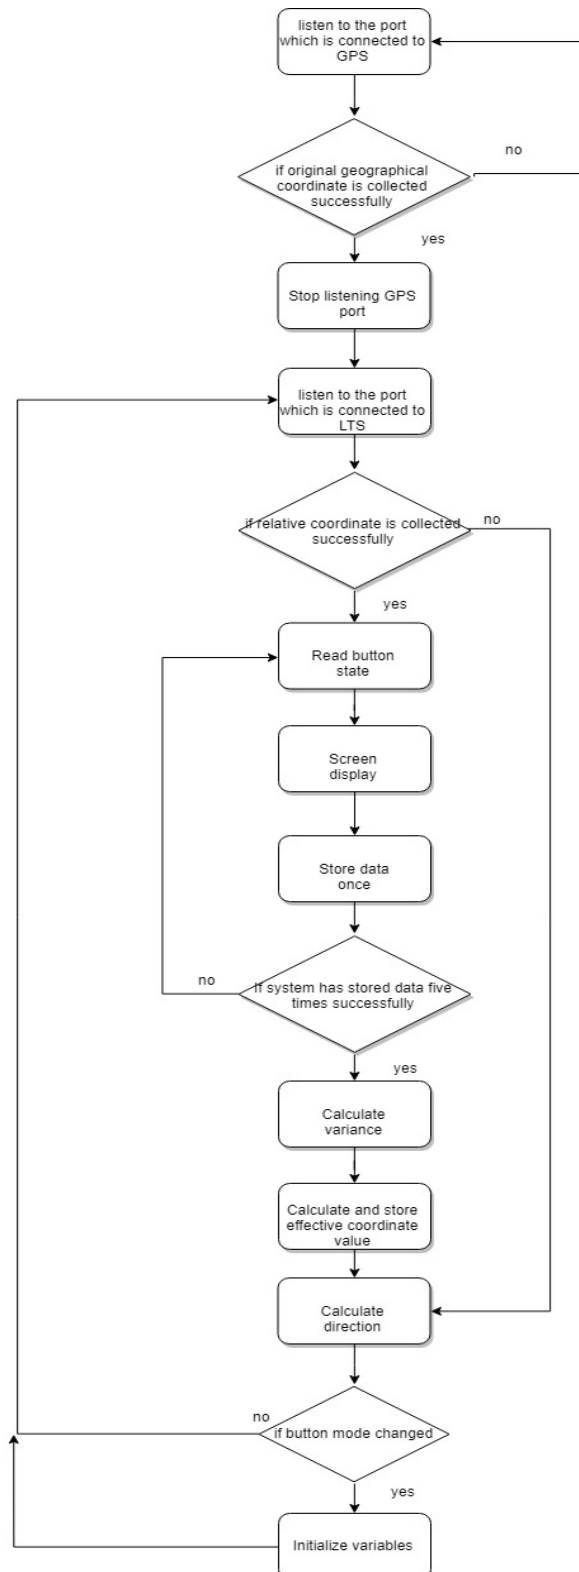 listen to the port
which is connected to
GPS
no
if original geographical
coordinate is collected
successfully
yes
Stop listening GPS
port
listen to the port
which is connected to
LTS
if relative coordinate is collected
successfully
no
yes
Read button
state
Screen
display
Store data
once
If system has stored data five
times successfully
no
yes
Calculate
variance
Calculate and store
effective coordinate
value
Calculate
direction
if button mode changed
no
yes
Initialize variables